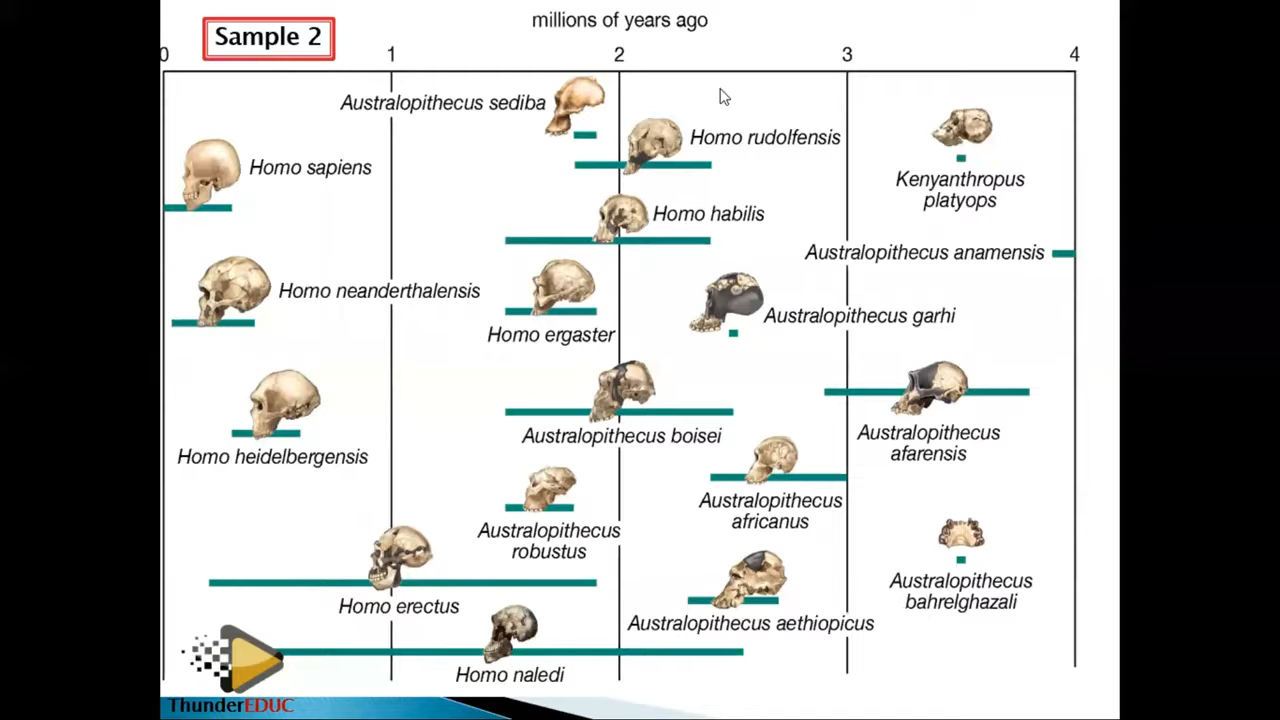 millions of years ago
Sample 2
0 1 2 3 4
Australopithecus sediba
Homo rudolfensis
Homo sapiens
Kenyanthropus
platyops
Homo habilis
Australopithecus anamensis
Homo neanderthalensis
Homo ergaster
Australopithecus garhi
Australopithecus boisei
Australopithecus
afarensis
Homo heidelbergensis
Australopithecus
africanus
Australopithecus
robustus
Australopithecus
bahrelghazali
Homo erectus
Australopithecus aethiopicus
Homo naledi
ThunderEDUC